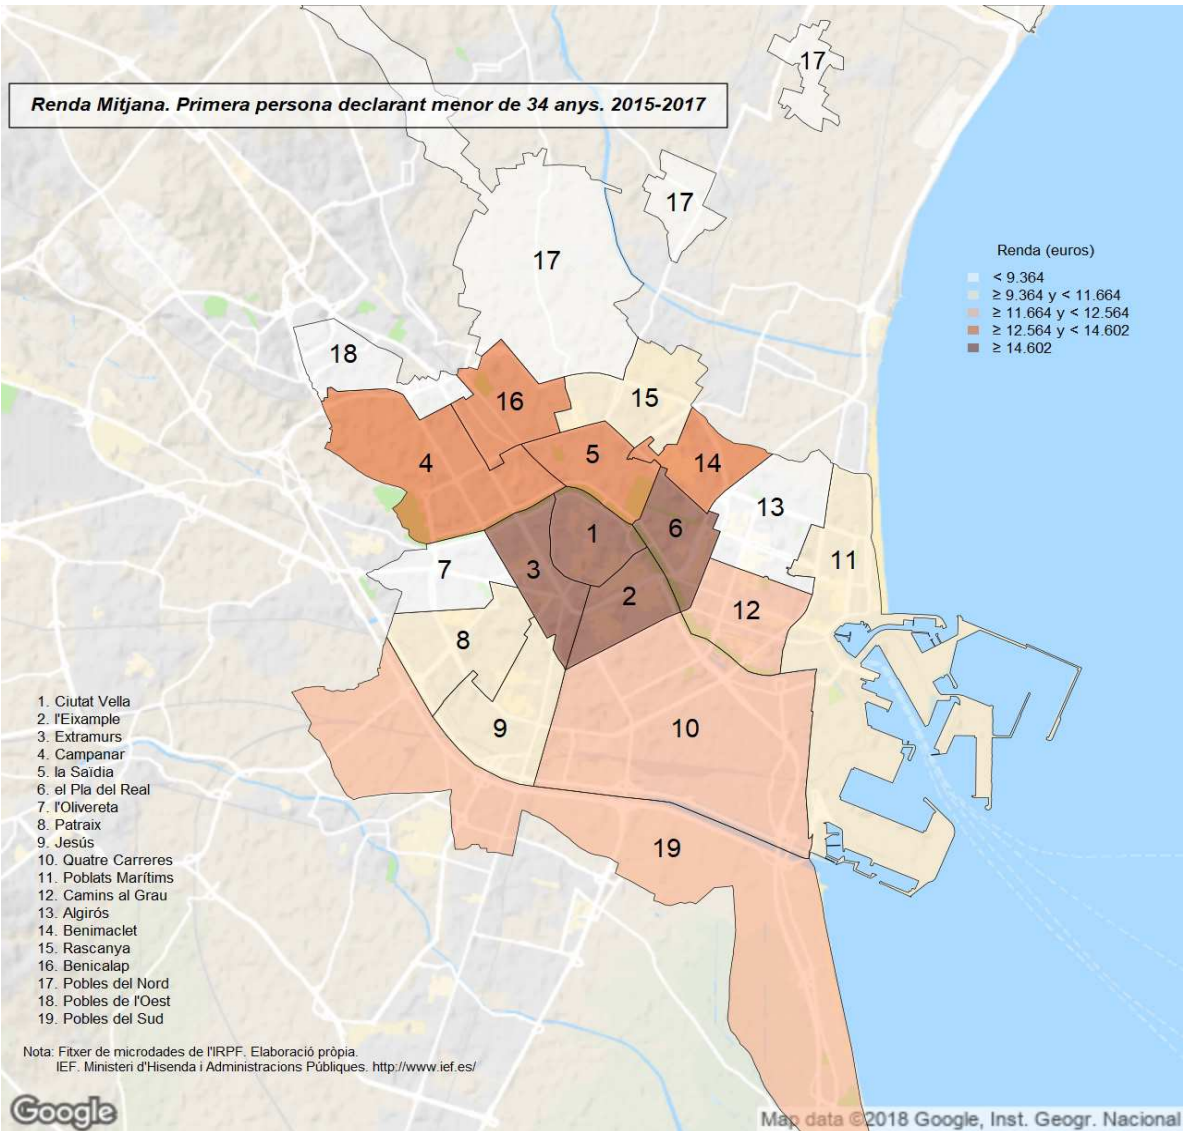 17
Renda Mitjana. Primera persona declarant menor de 34 anys. 2015-2017
17
17
Renda (euros)
< 9.364
≥ 9.364 y < 11.664
≥ 11.664 y < 12.564
≥ 12.564 y < 14.602
≥ 14.602
18
16
15
5
4
14
13
6
1
11
7
3
2
12
8
10
9
19
1. Ciutat Vella
2. l'Eixample
3. Extramurs
4. Campanar
5. la Saïdia
6. el Pla del Real
7. l'Olivereta
8. Patraix
9. Jesús
10. Quatre Carreres
11. Poblats Marítims
12. Camins al Grau
13. Algirós
14. Benimaclet
15. Rascanya
16. Benicalap
17. Pobles del Nord
18. Pobles de l'Oest
19. Pobles del Sud
Nota: Fitxer de microdades de l'IRPF. Elaboració pròpia.
IEF. Ministeri d'Hisenda i Administracions Públiques. http://www.ief.es/
Google
Map data ©2018 Google, Inst. Geogr. Nacional